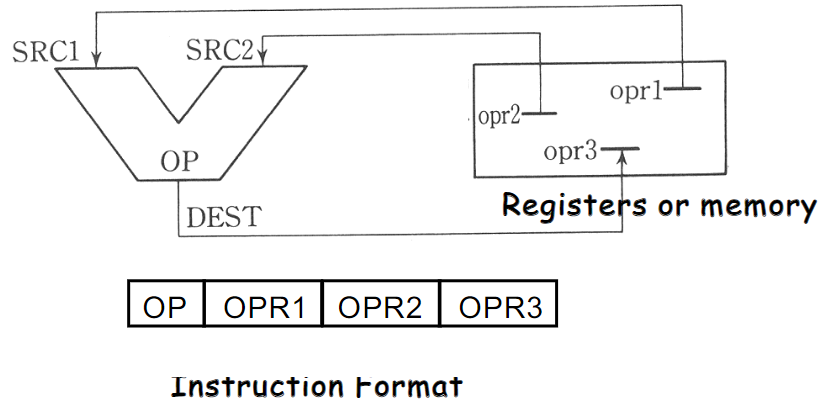 SRC1 SRC2
opr1
opr2
opr3
OP
DEST
Registers or memory
OP OPR1 OPR2 OPR3
Instruction Format